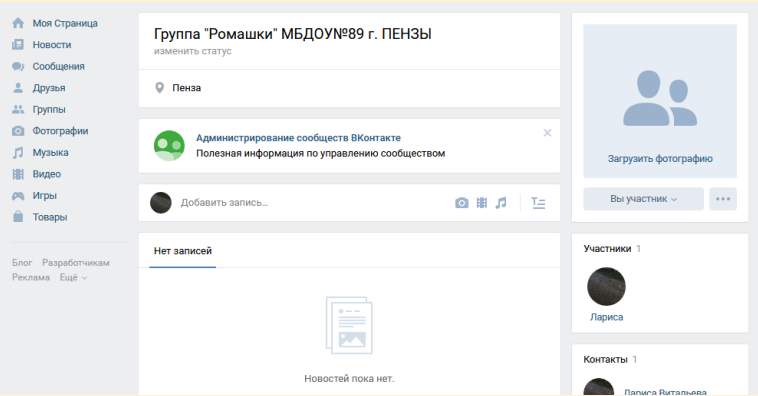 Моя Страница
Новости
Сообщения
Друзья
Группы
Фотографии
Музыка
Видео
Игры
Товары
Блог Разработчикам
Реклама Ещё
Группа "Ромашки" МБДОУ№89 г. ПЕНЗЫ
изменить статус
Пенза
Администрирование сообществ ВКонтакте
Полезная информация по управлению сообществом
Добавить запись...
Нет записей
Новостей пока нет.
Загрузить фотографию
Вы участник
Участники 1
Лариса
Контакты 1
Лариса Витальева